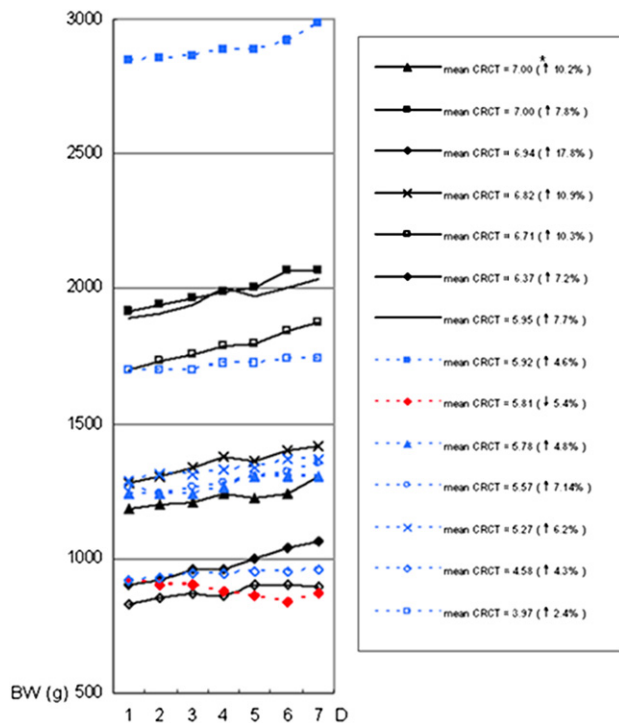 3000
2500
2000
1500
1000
BW (g) 500
1 2 3 4 5 6 7 D
*
mean CRCT = 7.00 (↑ 10.2% )
mean CRCT = 7.00 (↑ 7.8% )
mean CRCT = 6.94 (↑ 17.8% )
mean CRCT = 6.82 (↑ 10.9% )
mean CRCT = 6.71 (↑ 10.3% )
mean CRCT = 6.37 (↑ 7.2% )
mean CRCT = 5.95 (↑ 7.7% )
mean CRCT = 5.92 (↑ 4.6% )
mean CRCT = 5.81 (↓ 5.4% )
mean CRCT = 5.78 (↑ 4.8% )
mean CRCT = 5.57 (↑ 7.14% )
mean CRCT = 5.27 (↑ 6.2% )
mean CRCT = 4.58 (↑ 4.3% )
mean CRCT = 3.97 (↑ 2.4% )